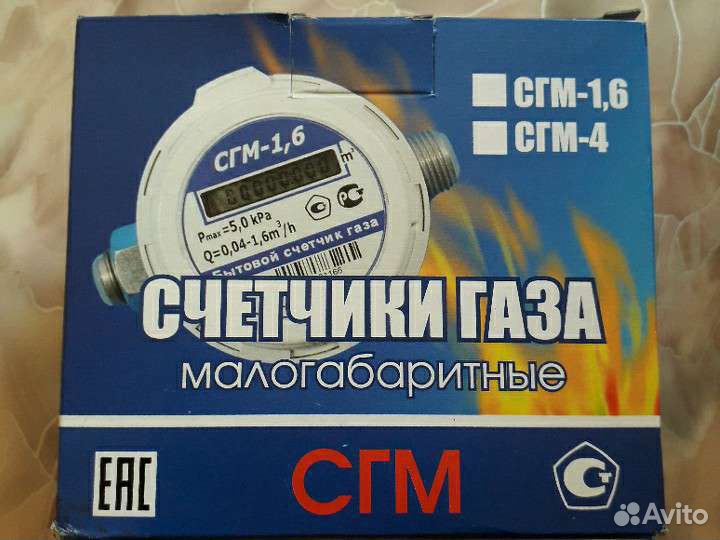 СГМ-1,6
СГМ-4
СГМ-1,6
m³
Pmax=5,0 kPa
Q=0,04-1,6m³/h
Бытовой счетчик газа
СЧЕТЧИКИ ГАЗА
малогабаритные
EAC
СГМ
Avito